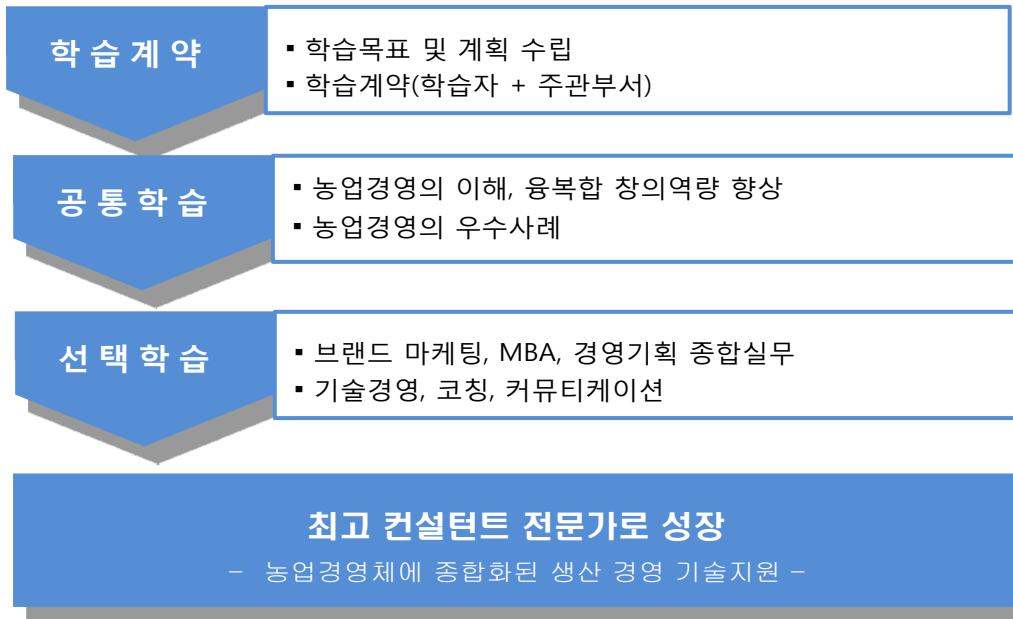 학습계약
▪ 학습목표 및 계획 수립
▪ 학습계약(학습자 + 주관부서)
공통학습
▪ 농업경영의 이해, 융복합 창의역량 향상
▪ 농업경영의 우수사례
선택학습
▪ 브랜드 마케팅, MBA, 경영기획 종합실무
▪ 기술경영, 코칭, 커뮤티케이션
최고 컨설턴트 전문가로 성장
– 농업경영체에 종합화된 생산 경영 기술지원 –